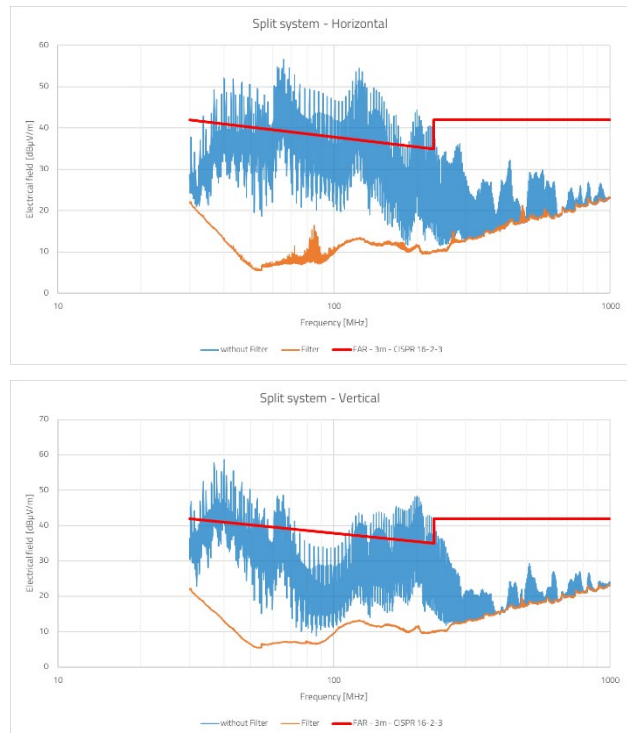 Split system - Horizontal
60
50
40
30
20
10
0
Electrical field [dBµV/m]
10 100 1000
Frequency [MHz]
without Filter Filter FAR - 3m - CISPR 16-2-3
Split system - Vertical
70
60
50
40
30
20
10
0
Electrical field [dBµV/m]
10 100 1000
Frequency [MHz]
without Filter Filter FAR - 3m - CISPR 16-2-3